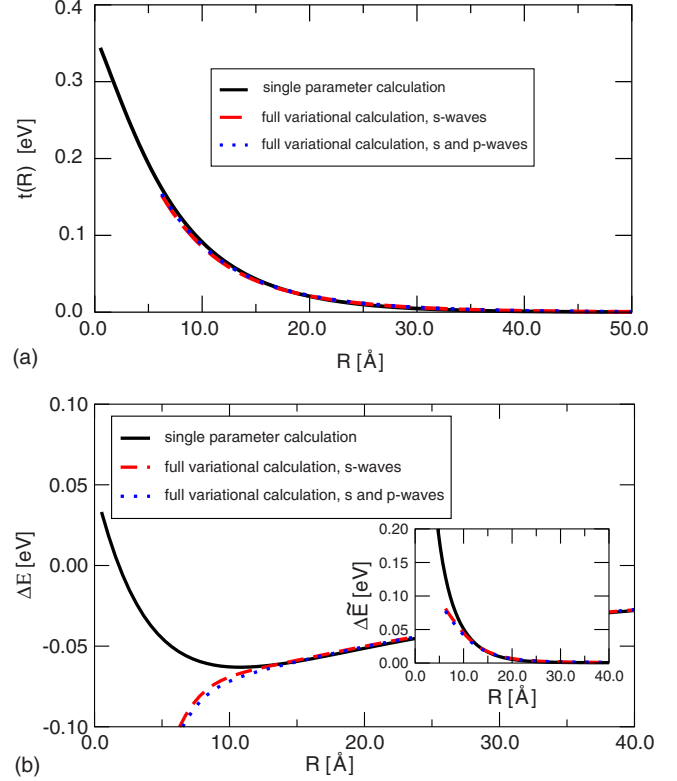 0.4
0.3
0.2
0.1
0.0
t(R) [eV]
single parameter calculation
full variational calculation, s-waves
full variational calculation, s and p-waves
0.0 10.0 20.0 30.0 40.0 50.0
R [Å]
(a)
0.10
0.05
0.00
-0.05
-0.10
ΔE [eV]
single parameter calculation
full variational calculation, s-waves
full variational calculation, s and p-waves
0.20
0.15
0.10
0.05
0.00
ΔẼ [eV]
0.0 10.0 20.0 30.0 40.0
R [Å]
0.0 10.0 20.0 30.0 40.0
R [Å]
(b)